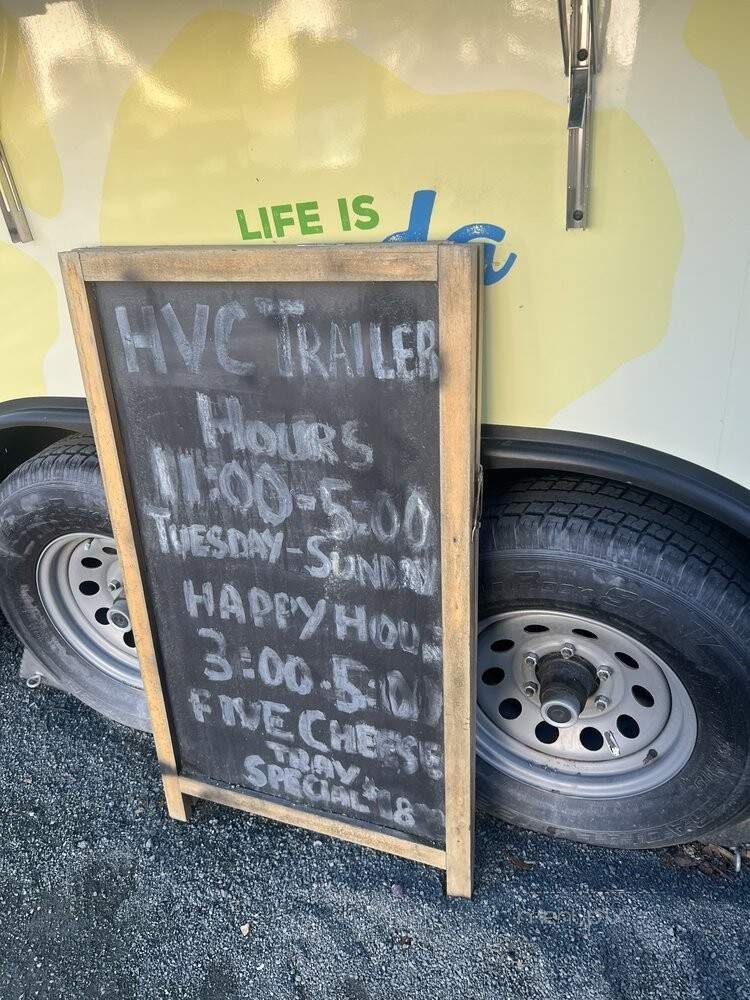 LIFE IS
HVC TRAILER
HOURS
11:00-5:00
TUESDAY-SUNDAY
HAPPY HOUR
3:00-5:00
FIVE CHEESE
TRAY
SPECIAL $18